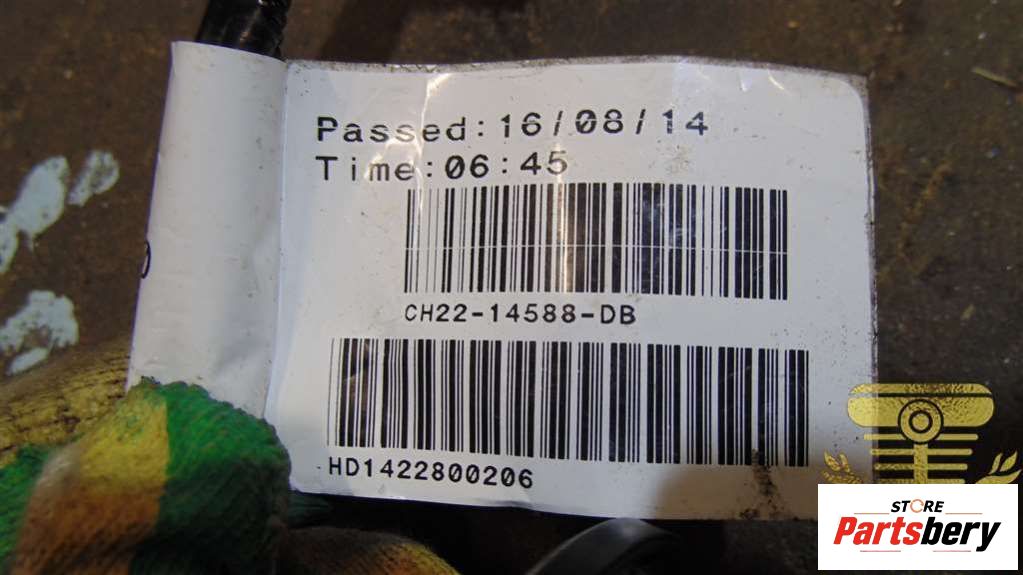 Passed:16/08/14
Time:06:45
CH22-14588-DB
HD1422800206
STORE
Partsbery